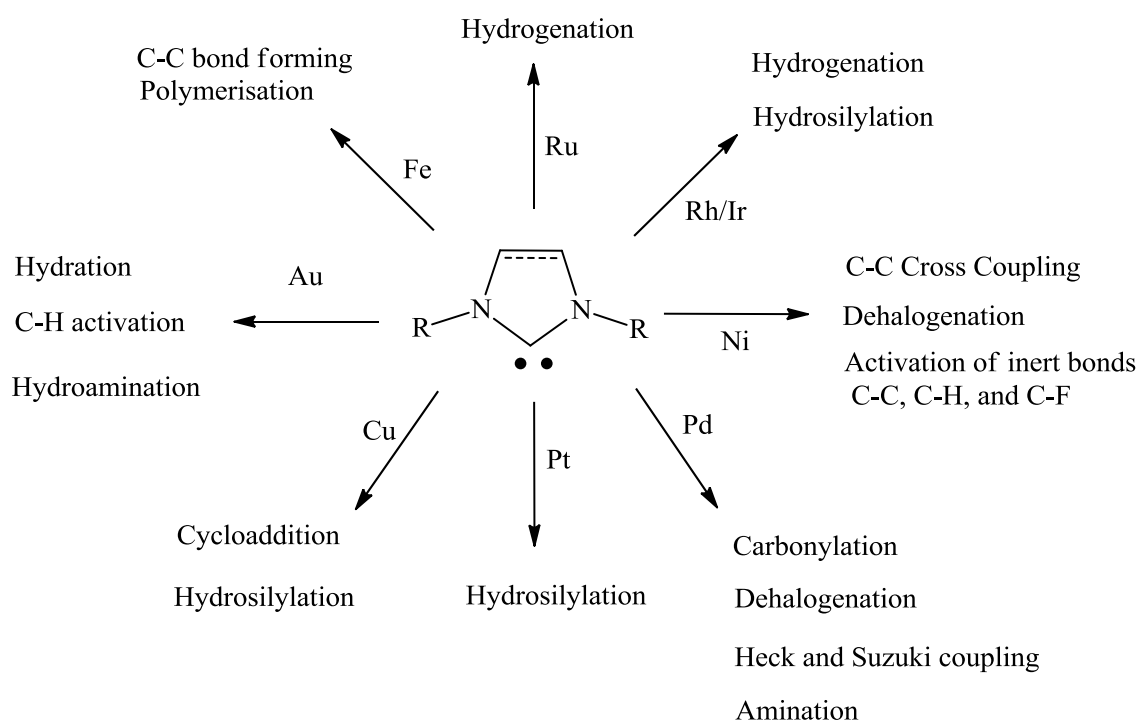 Hydrogenation
C-C bond forming
Polymerisation
Hydrogenation
Hydrosilylation
Fe
Ru
Rh/Ir
Hydration
C-H activation
Hydroamination
Au
N
N
R
R
Ni
C-C Cross Coupling
Dehalogenation
Activation of inert bonds
C-C, C-H, and C-F
Cu
Pt
Pd
Cycloaddition
Hydrosilylation
Hydrosilylation
Carbonylation
Dehalogenation
Heck and Suzuki coupling
Amination